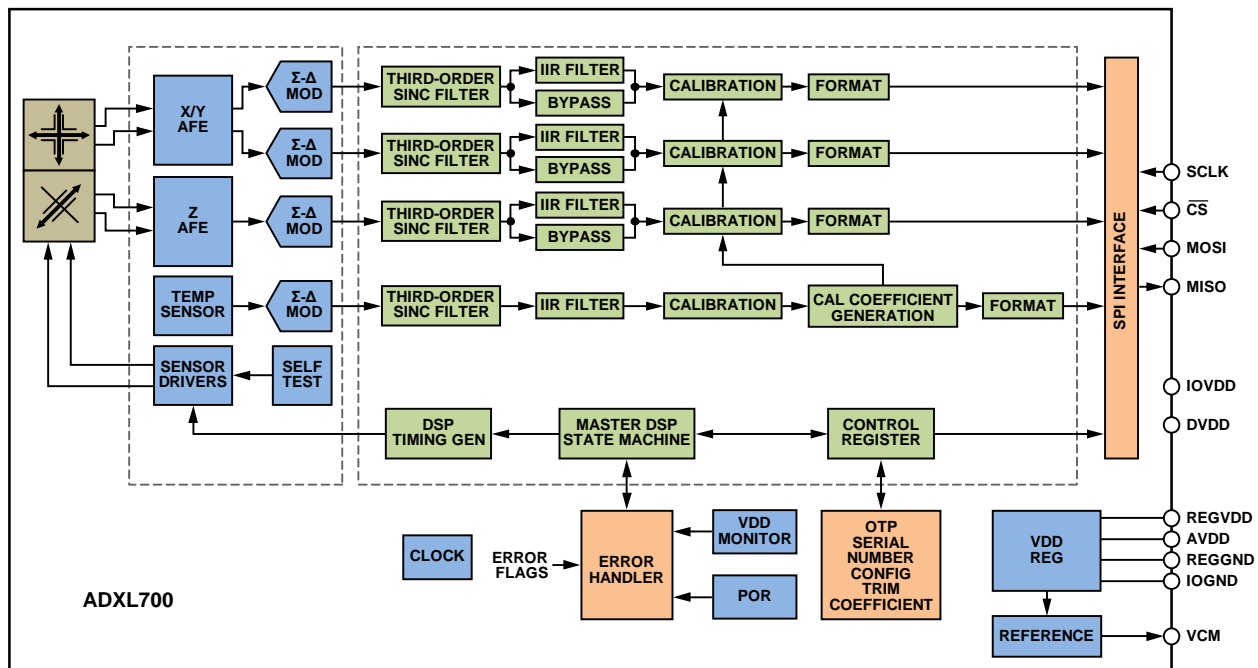 X/Y
AFE
Σ-Δ
MOD
THIRD-ORDER
SINC FILTER
IIR FILTER
BYPASS
CALIBRATION
FORMAT
Σ-Δ
MOD
THIRD-ORDER
SINC FILTER
IIR FILTER
BYPASS
CALIBRATION
FORMAT
Z
AFE
Σ-Δ
MOD
THIRD-ORDER
SINC FILTER
IIR FILTER
BYPASS
CALIBRATION
FORMAT
TEMP
SENSOR
Σ-Δ
MOD
THIRD-ORDER
SINC FILTER
IIR FILTER
CALIBRATION
CAL COEFFICIENT
GENERATION
FORMAT
SPI INTERFACE
SCLK
CS
MOSI
MISO
SENSOR
DRIVERS
SELF
TEST
IOVDD
DVDD
DSP
TIMING GEN
MASTER DSP
STATE MACHINE
CONTROL
REGISTER
CLOCK
ERROR
FLAGS
ERROR
HANDLER
VDD
MONITOR
POR
OTP
SERIAL
NUMBER
CONFIG
TRIM
COEFFICIENT
VDD
REG
REGVDD
AVDD
REGGND
IOGND
REFERENCE
VCM
ADXL700